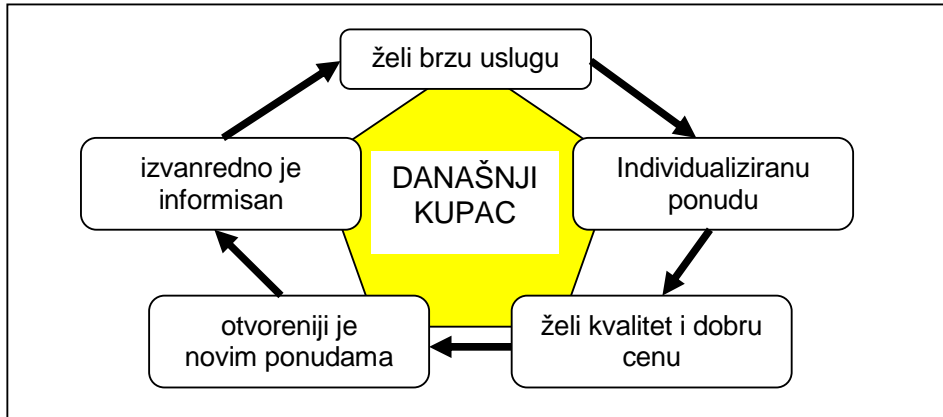 želi brzu uslugu
izvanredno je
informisan
DANAŠNJI
KUPAC
Individualiziranu
ponudu
otvoreniji je
novim ponudama
želi kvalitet i dobru
cenu